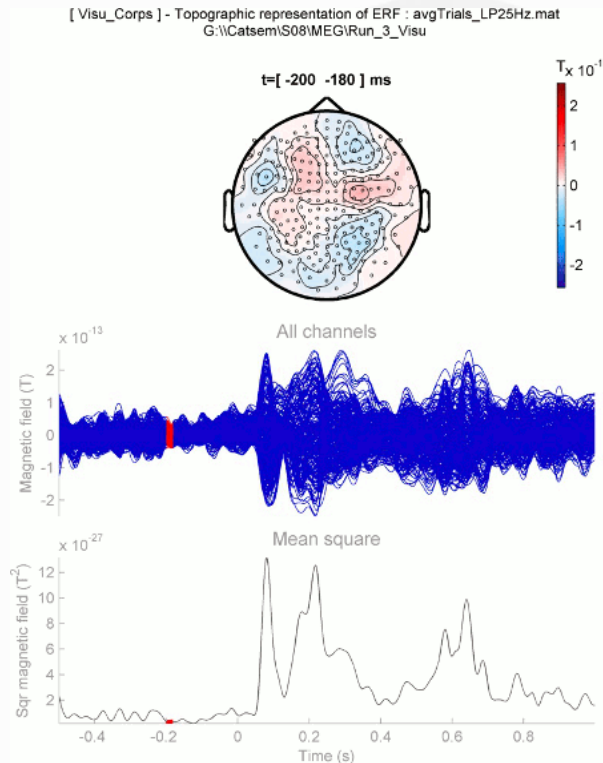 [ Visu_Corps ] - Topographic representation of ERF : avgTrials_LP25Hz.mat
G:\\Catsem\S08\MEG\Run_3_Visu
t=[ -200 -180 ] ms
T x 10^-1
2
1
0
-1
-2
x 10^-13
All channels
Magnetic field (T)
2
1
0
-1
-2
x 10^-27
Mean square
Sqr magnetic field (T^2)
12
10
8
6
4
2
-0.4 -0.2 0 0.2 0.4 0.6 0.8
Time (s)